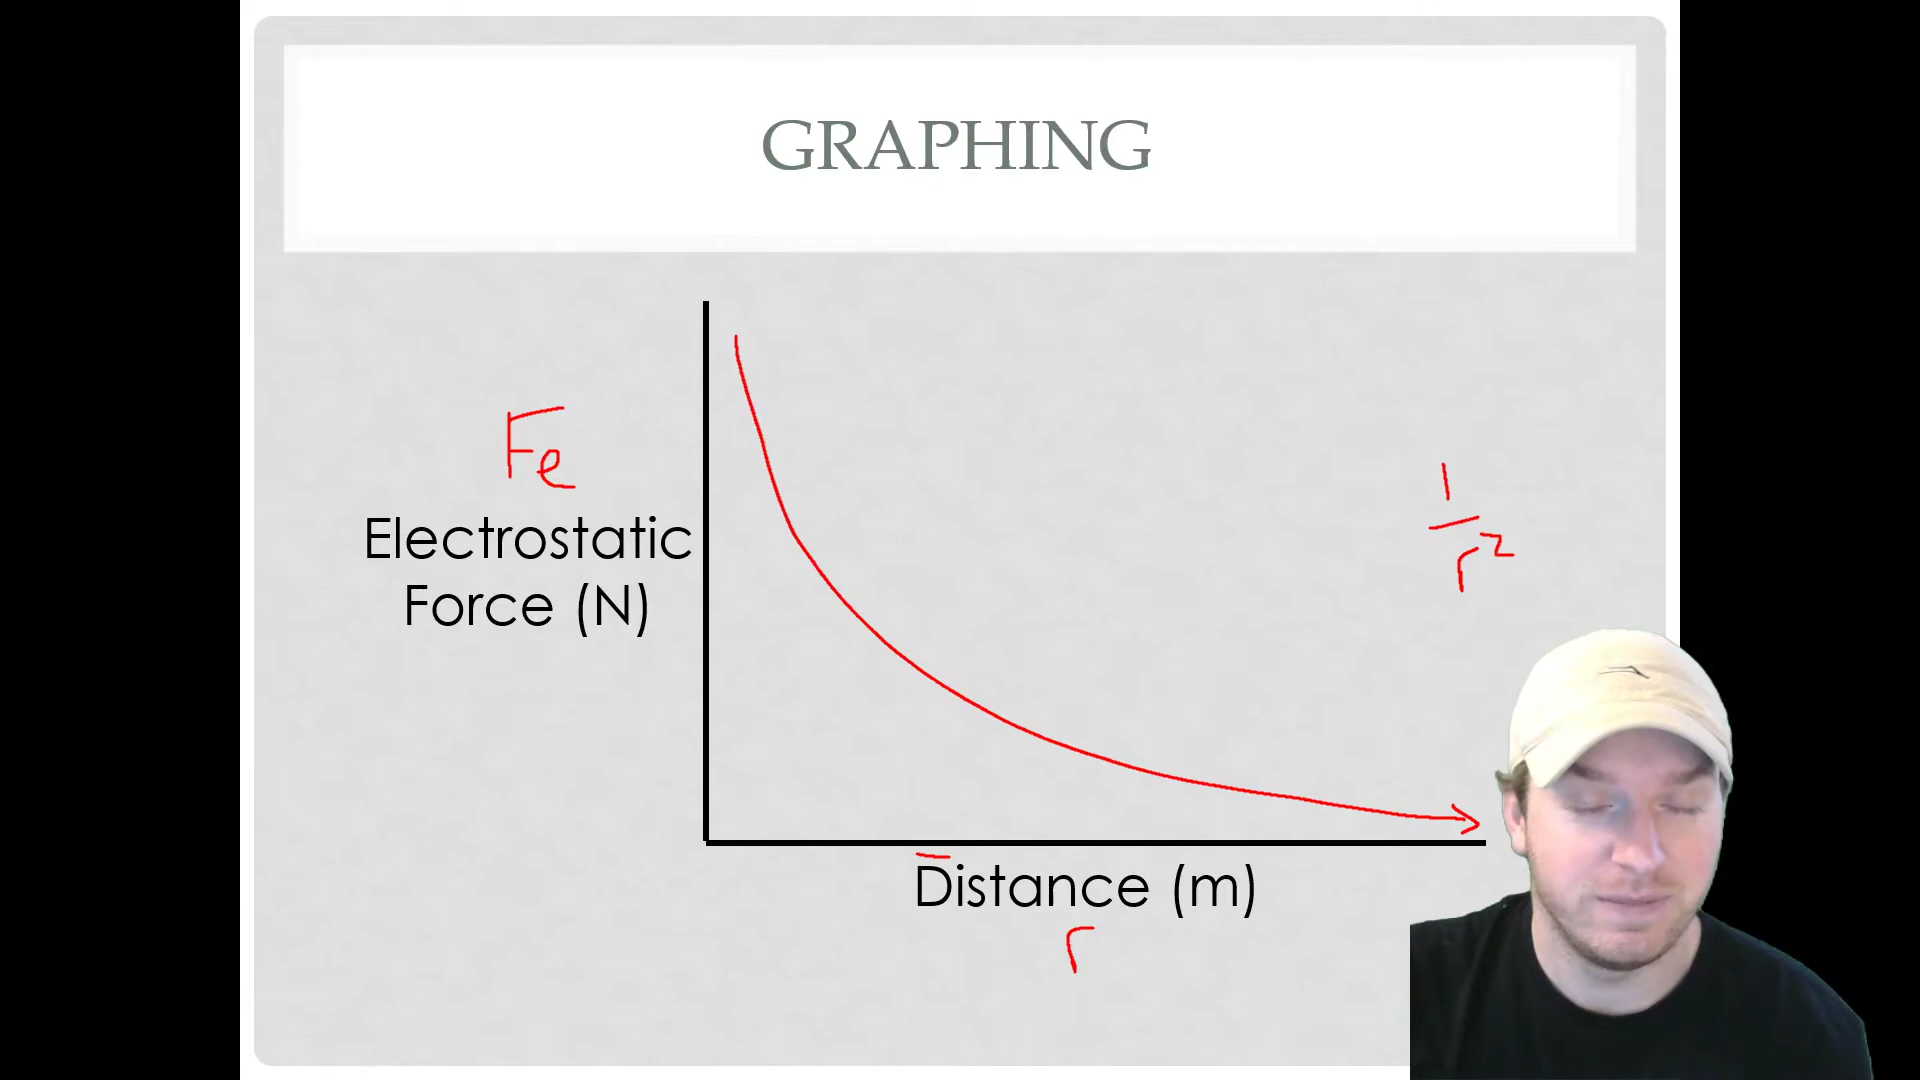 GRAPHING
Fe
Electrostatic
Force (N)
1
r²
Distance (m)
r